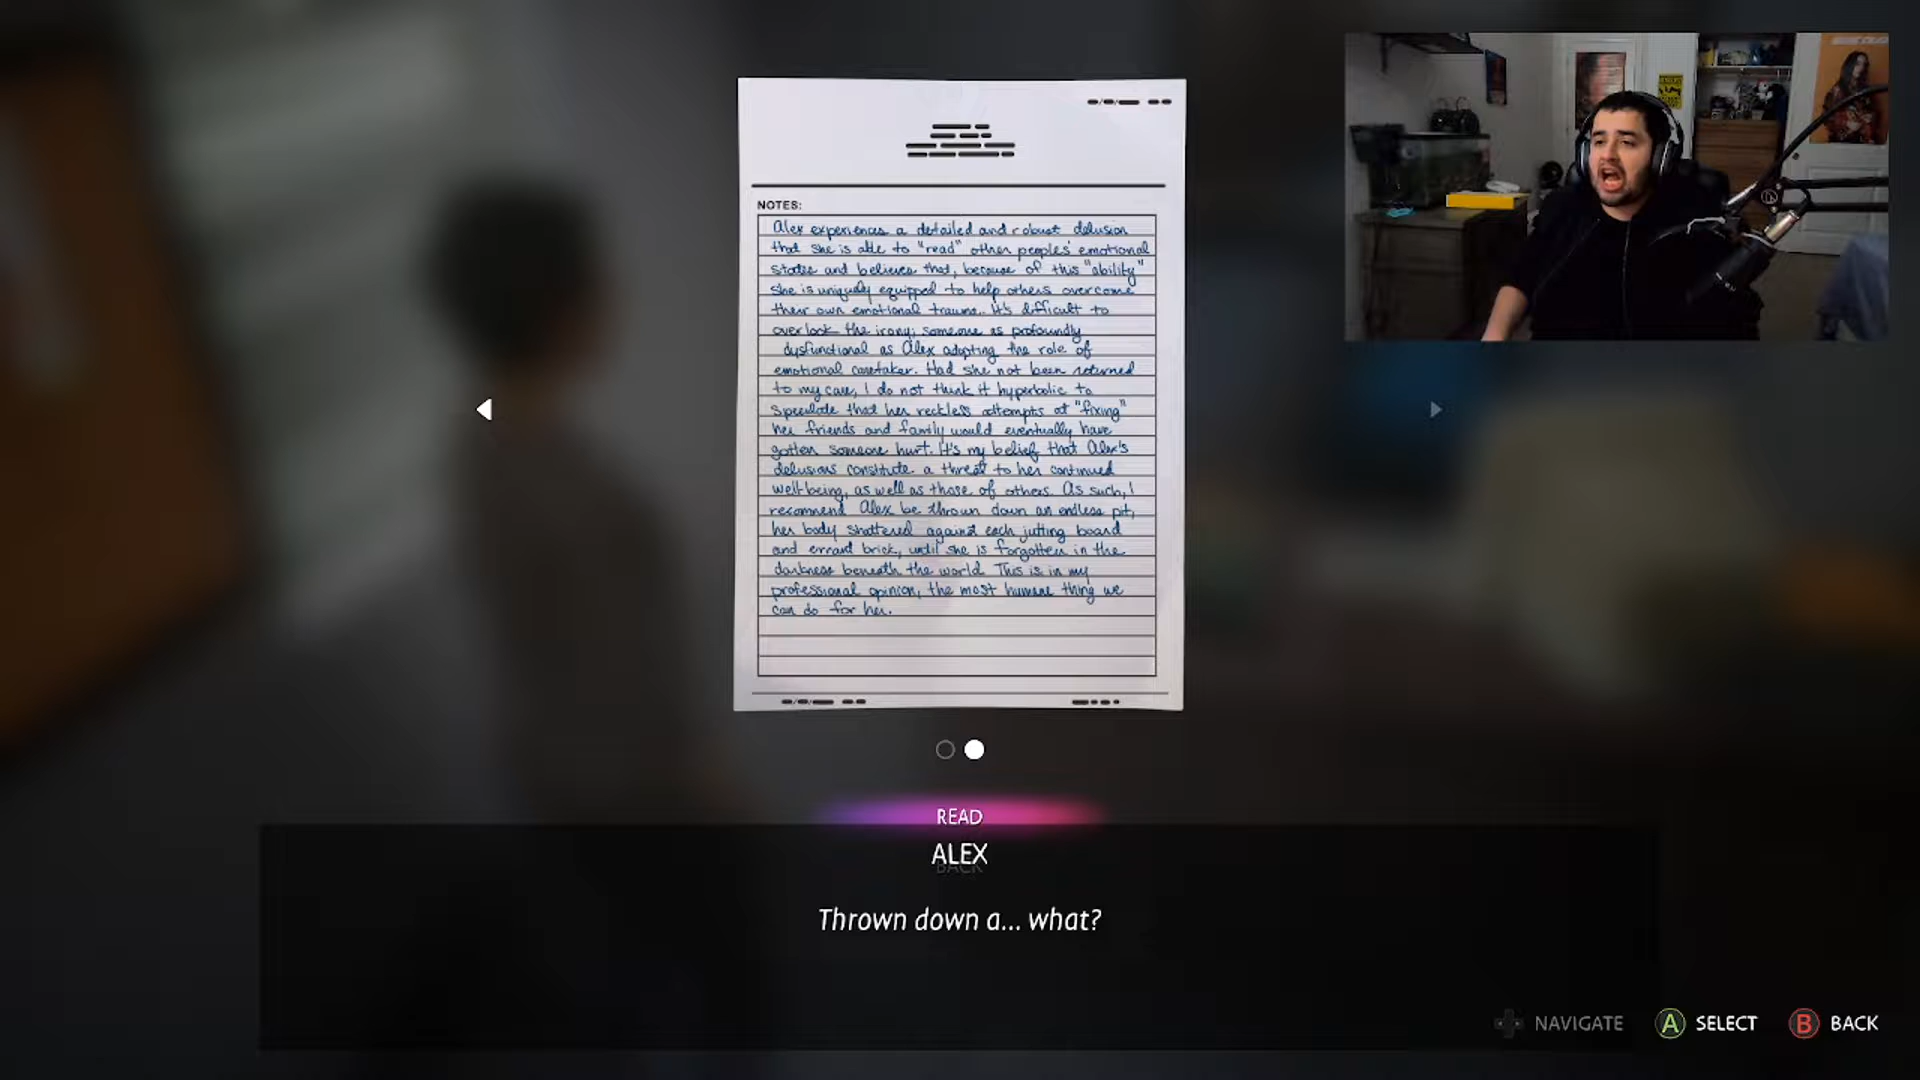 NOTES:
Alex experiences a detailed and robust delusion
that she is able to "read" other peoples' emotional
states and believes that, because of this "ability"
she is uniquely equipped to help others overcome
their own emotional trauma. It's difficult to
overlook the irony; someone as profoundly
dysfunctional as Alex adopting the role of
emotional caretaker. Had she not been returned
to my care, I do not think it hyperbolic to
speculate that her reckless attempts at "fixing"
her friends and family would eventually have
gotten someone hurt. It's my belief that Alex's
delusions constitute a threat to her continued
well being, as well as those of others. As such, I
recommend Alex be thrown down an endless pit,
her body shattered against each jutting board
and errant brick, until she is forgotten in the
darkness beneath the world. This is in my
professional opinion, the most humane thing we
can do for her.
READ
ALEX
BACK
Thrown down a... what?
NAVIGATE A SELECT B BACK